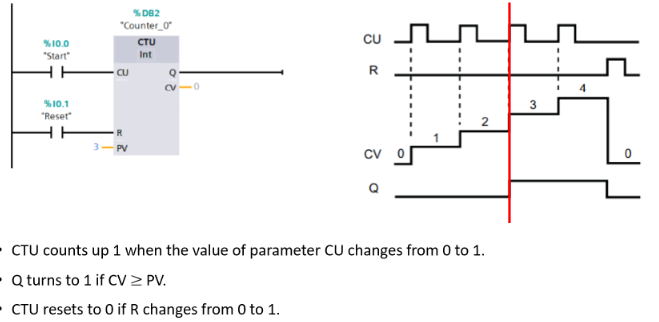 %DB2
"Counter_0"
CTU
Int
%I0.0
"Start"
CU
Q
CV
0
%I0.1
"Reset"
R
3
PV
CU
R
CV
0
1
2
3
4
0
Q
• CTU counts up 1 when the value of parameter CU changes from 0 to 1.
• Q turns to 1 if CV ≥ PV.
• CTU resets to 0 if R changes from 0 to 1.